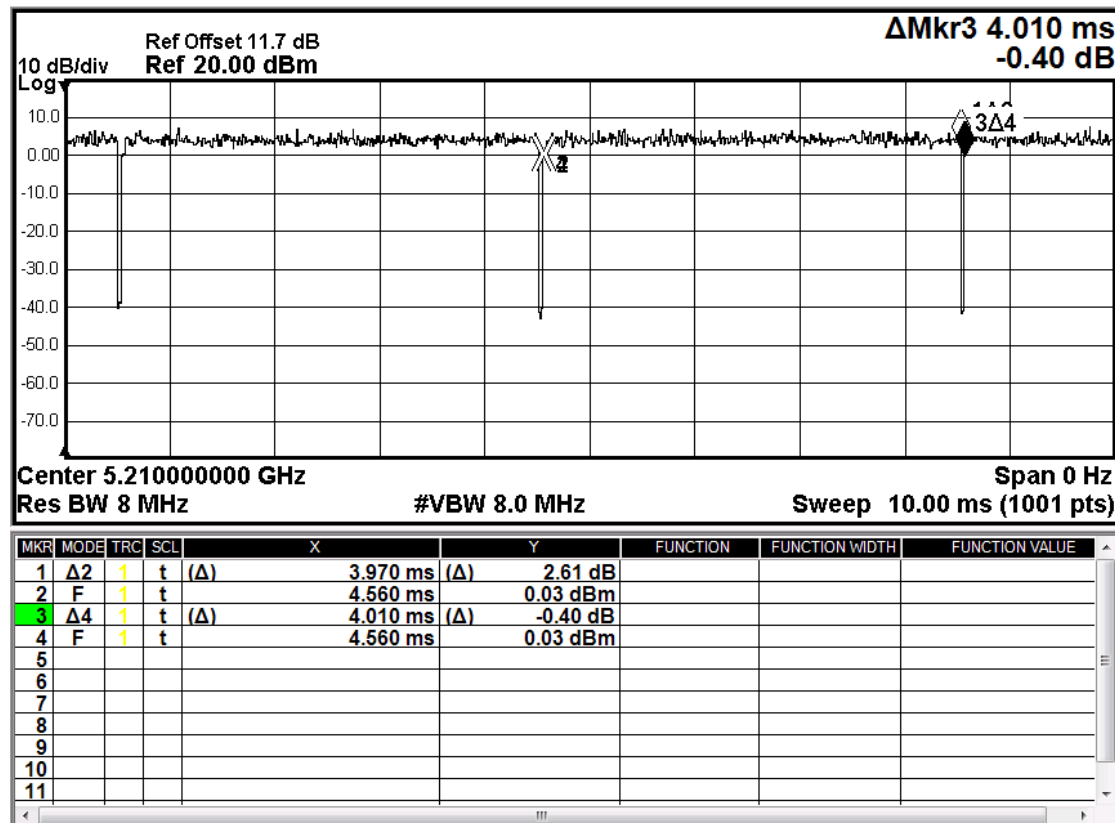 ΔMkr3 4.010 ms
Ref Offset 11.7 dB
10 dB/div Ref 20.00 dBm -0.40 dB
Log
10.0
3Δ4
0.00
-10.0
-20.0
-30.0
-40.0
-50.0
-60.0
-70.0
Center 5.210000000 GHz Span 0 Hz
Res BW 8 MHz #VBW 8.0 MHz Sweep 10.00 ms (1001 pts)
MKR MODE TRC SCL X Y FUNCTION FUNCTION WIDTH FUNCTION VALUE
1 Δ2 1 t (Δ) 3.970 ms (Δ) 2.61 dB
2 F 1 t 4.560 ms 0.03 dBm
3 Δ4 1 t (Δ) 4.010 ms (Δ) -0.40 dB
4 F 1 t 4.560 ms 0.03 dBm
5
6
7
8
9
10
11